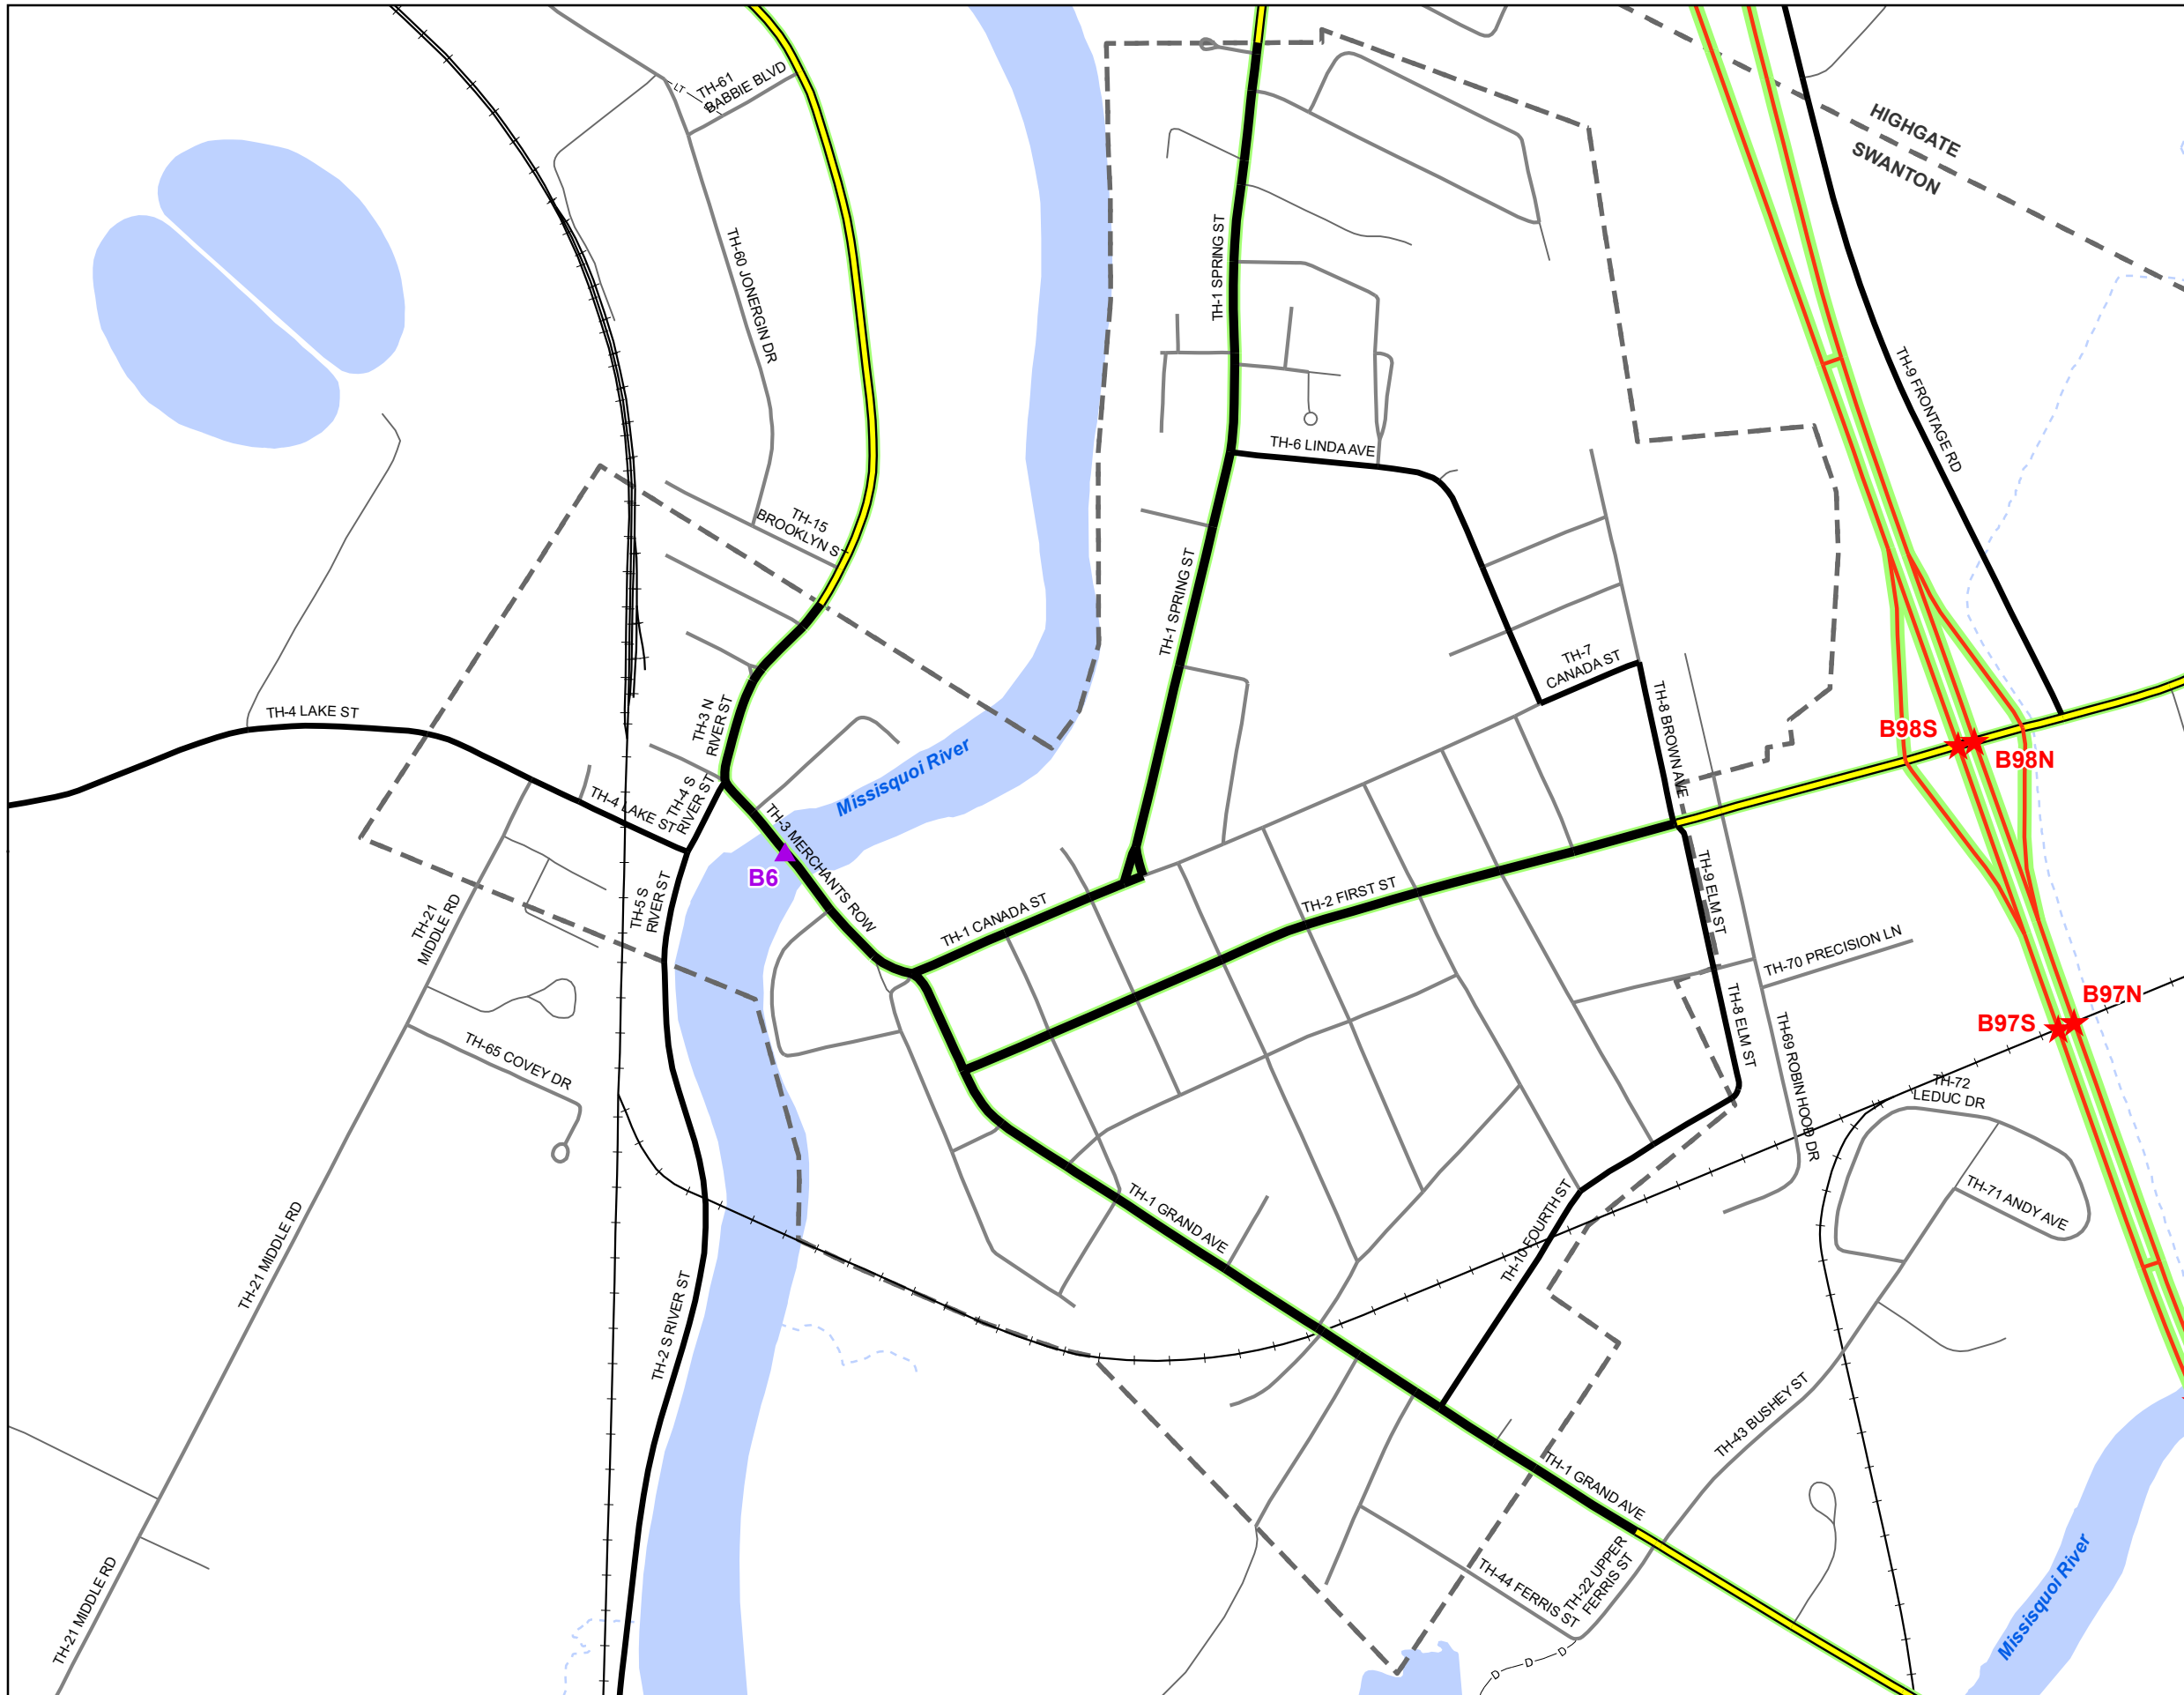 TH-61
BABBIE BLVD
LT
HIGHGATE
SWANTON
TH-60 JONERGIN DR
TH-1 SPRING ST
TH-9 FRONTAGE RD
TH-6 LINDA AVE
TH-15
BROOKLYN ST
TH-1 SPRING ST
TH-7
CANADA ST
TH-8 BROWN AVE
TH-4 LAKE ST
TH-3 N
RIVER ST
B98S
B98N
Missisquoi River
TH-4 LAKE ST
TH-4 S
RIVER ST
TH-3 MERCHANTS ROW
B6
TH-5 S
RIVER ST
TH-21
MIDDLE RD
TH-1 CANADA ST
TH-2 FIRST ST
TH-9 ELM ST
TH-70 PRECISION LN
TH-8 ELM ST
B97N
B97S
TH-65 COVEY DR
TH-69 ROBIN HOOD DR
TH-72
LEDUC DR
TH-71 ANDY AVE
TH-1 GRAND AVE
TH-10 FOURTH ST
TH-21 MIDDLE RD
TH-2 S RIVER ST
TH-43 BUSHEY ST
TH-1 GRAND AVE
TH-22 UPPER
FERRIS ST
TH-44 FERRIS ST
TH-21 MIDDLE RD
Missisquoi River
D
D
D